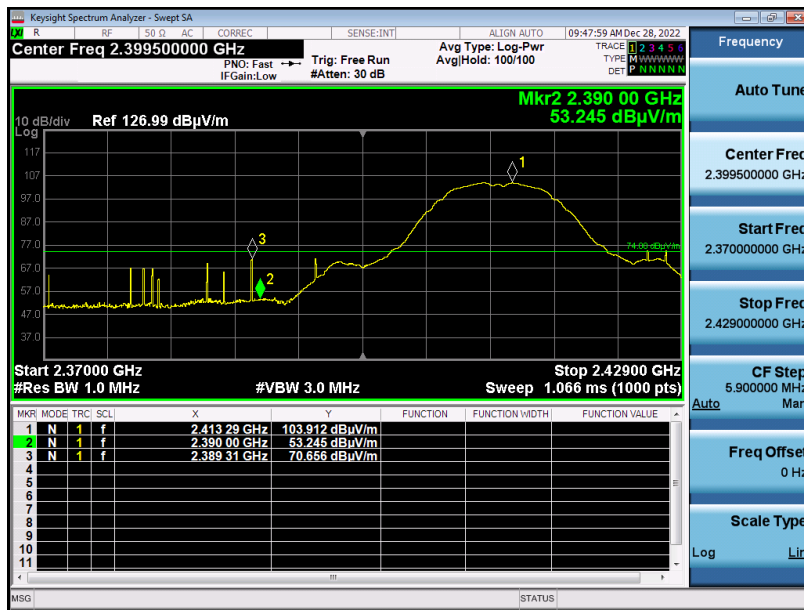 Keysight Spectrum Analyzer - Swept SA
LXI R RF 50 Ω AC CORREC SENSE:INT ALIGN AUTO 09:47:59 AM Dec 28, 2022
Center Freq 2.399500000 GHz
PNO: Fast
IFGain:Low
Trig: Free Run
#Atten: 30 dB
Avg Type: Log-Pwr
Avg|Hold: 100/100
TRACE 1 2 3 4 5 6
TYPE M W W W W W
DET P N N N N N
Mkr2 2.390 00 GHz
53.245 dBµV/m
10 dB/div Ref 126.99 dBµV/m
Log
117
107
97.0
87.0
77.0
67.0
57.0
47.0
37.0
1
3
2
74.00 dBµV/m
Start 2.37000 GHz Stop 2.42900 GHz
#Res BW 1.0 MHz #VBW 3.0 MHz Sweep 1.066 ms (1000 pts)
MKR MODE TRC SCL X Y FUNCTION FUNCTION WIDTH FUNCTION VALUE
1 N 1 f 2.413 29 GHz 103.912 dBµV/m
2 N 1 f 2.390 00 GHz 53.245 dBµV/m
3 N 1 f 2.389 31 GHz 70.656 dBµV/m
4
5
6
7
8
9
10
11
MSG STATUS
Frequency
Auto Tune
Center Freq
2.399500000 GHz
Start Freq
2.370000000 GHz
Stop Freq
2.429000000 GHz
CF Step
5.900000 MHz
Auto Man
Freq Offset
0 Hz
Scale Type
Log Lin